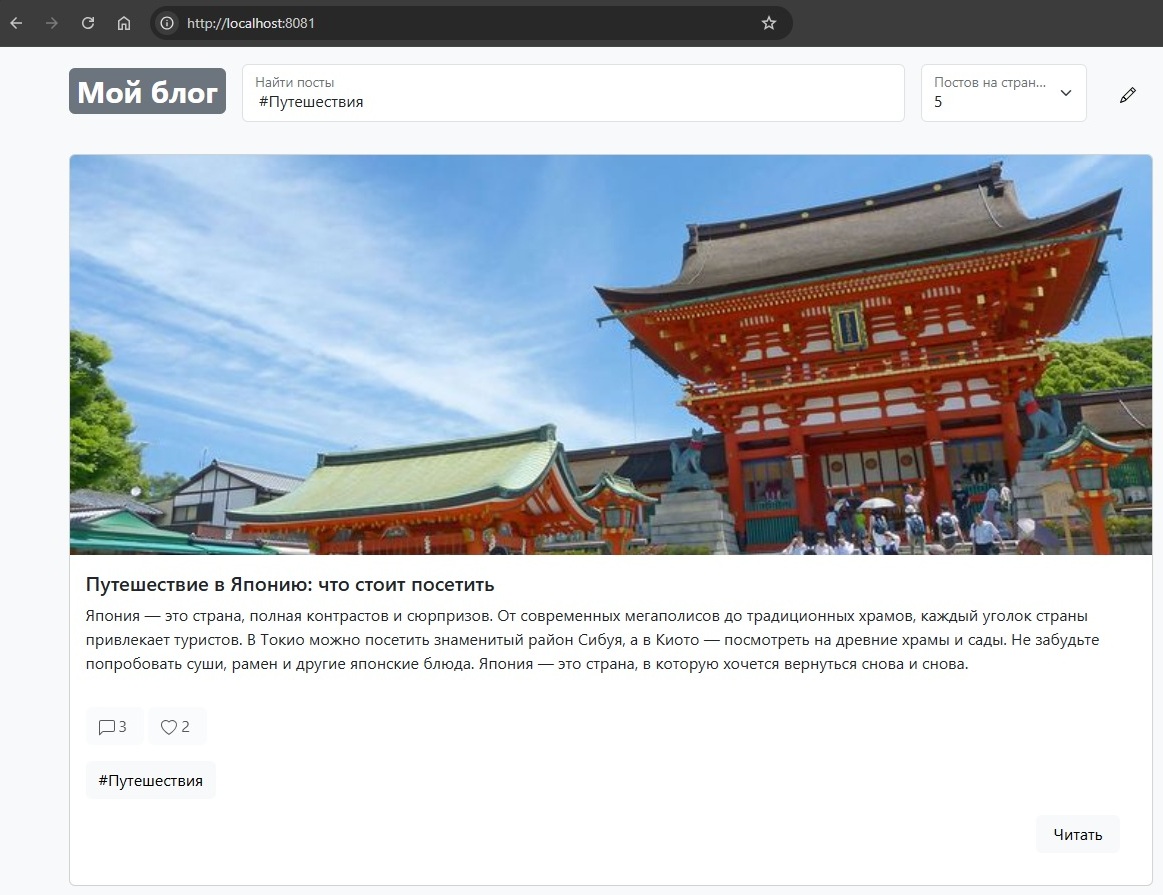 http://localhost:8081
Мой блог
Найти посты
#Путешествия
Постов на стран...
5
Путешествие в Японию: что стоит посетить
Япония — это страна, полная контрастов и сюрпризов. От современных мегаполисов до традиционных храмов, каждый уголок страны
привлекает туристов. В Токио можно посетить знаменитый район Сибуя, а в Киото — посмотреть на древние храмы и сады. Не забудьте
попробовать суши, рамен и другие японские блюда. Япония — это страна, в которую хочется вернуться снова и снова.
3 2
#Путешествия
Читать